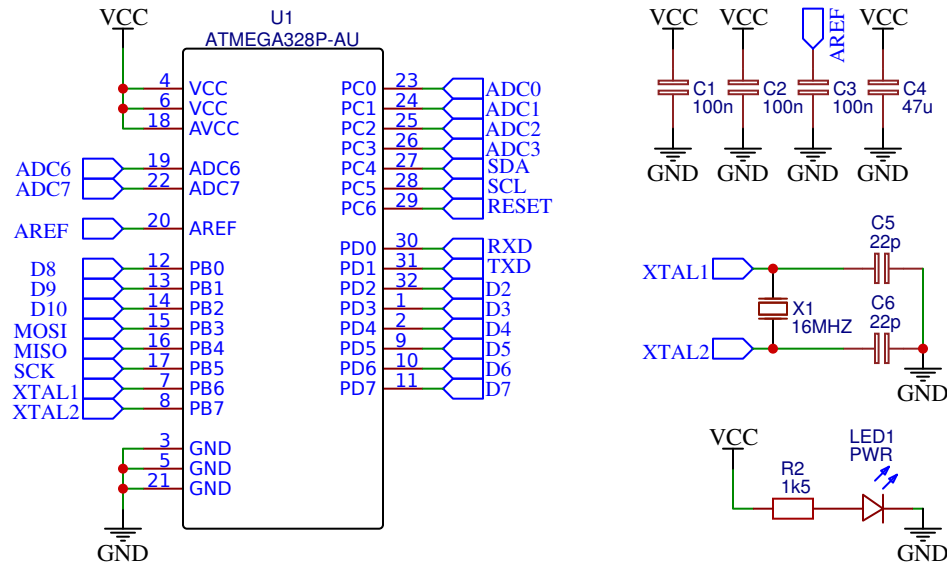 VCC
U1
ATMEGA328P-AU
4 VCC
6 VCC
18 AVCC
ADC6 19 ADC6
ADC7 22 ADC7
AREF 20 AREF
D8 12 PB0
D9 13 PB1
D10 14 PB2
MOSI 15 PB3
MISO 16 PB4
SCK 17 PB5
XTAL1 7 PB6
XTAL2 8 PB7
3 GND
5 GND
21 GND
GND
PC0 23 ADC0
PC1 24 ADC1
PC2 25 ADC2
PC3 26 ADC3
PC4 27 SDA
PC5 28 SCL
PC6 29 RESET
PD0 30 RXD
PD1 31 TXD
PD2 32 D2
PD3 1 D3
PD4 2 D4
PD5 9 D5
PD6 10 D6
PD7 11 D7
VCC VCC AREF VCC
C1 C2 C3 C4
100n 100n 100n 47u
GND GND GND GND
C5
22p
XTAL1
X1
16MHZ
C6
22p
XTAL2
GND
VCC
LED1
PWR
R2
1k5
GND